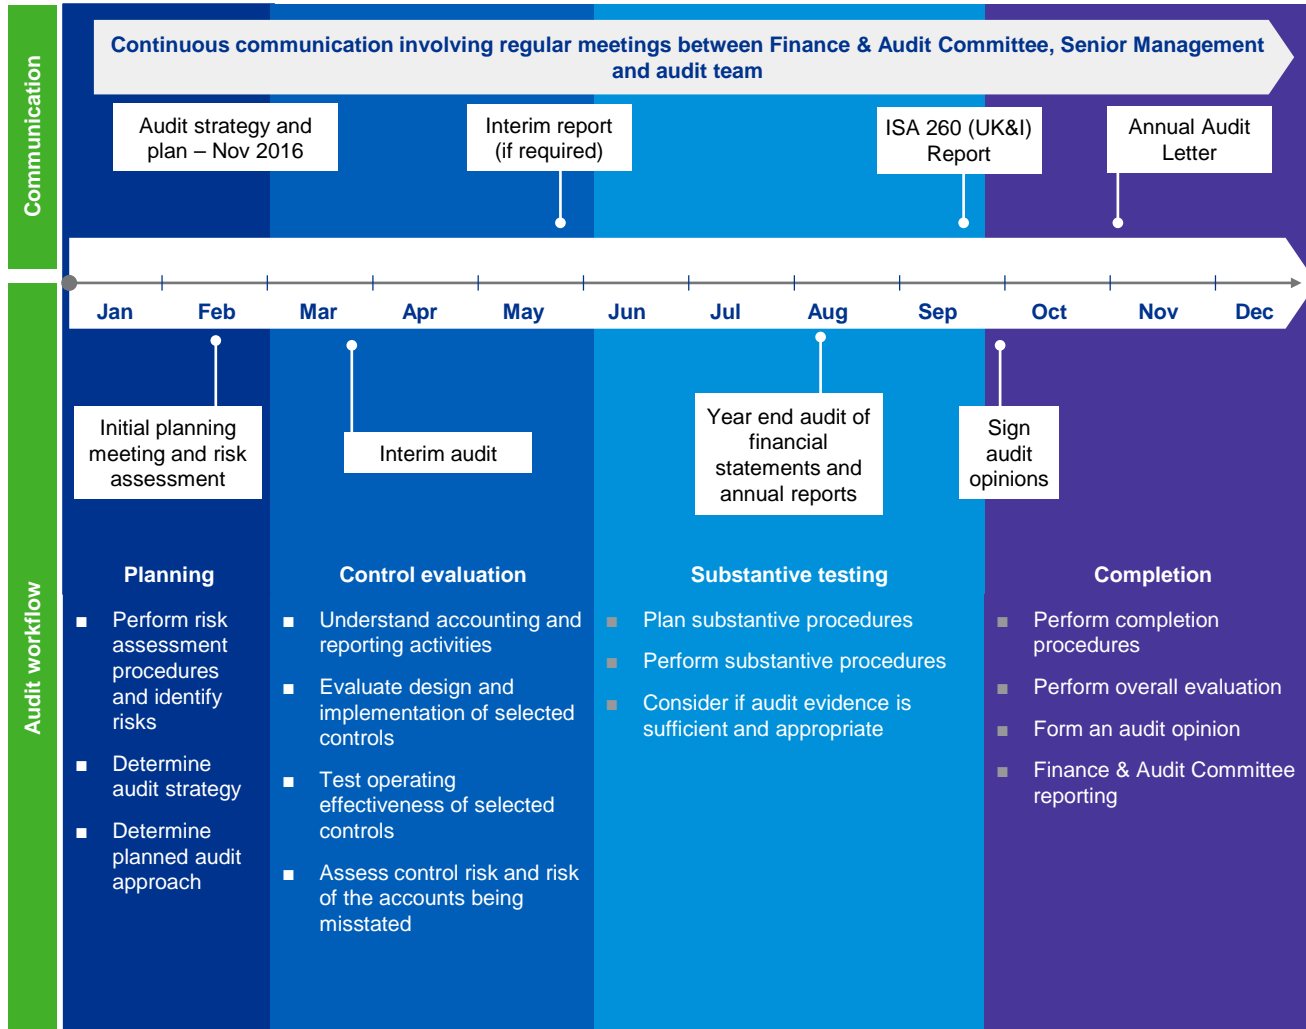 Communication
Continuous communication involving regular meetings between Finance & Audit Committee, Senior Management
and audit team
Audit strategy and
plan – Nov 2016
Interim report
(if required)
ISA 260 (UK&I)
Report
Annual Audit
Letter
Jan Feb Mar Apr May Jun Jul Aug Sep Oct Nov Dec
Audit workflow
Initial planning
meeting and risk
assessment
Interim audit
Year end audit of
financial
statements and
annual reports
Sign
audit
opinions
Planning
■ Perform risk
assessment
procedures
and identify
risks
■ Determine
audit strategy
■ Determine
planned audit
approach
Control evaluation
■ Understand accounting and
reporting activities
■ Evaluate design and
implementation of selected
controls
■ Test operating
effectiveness of selected
controls
■ Assess control risk and risk
of the accounts being
misstated
Substantive testing
■ Plan substantive procedures
■ Perform substantive procedures
■ Consider if audit evidence is
sufficient and appropriate
Completion
■ Perform completion
procedures
■ Perform overall evaluation
■ Form an audit opinion
■ Finance & Audit Committee
reporting